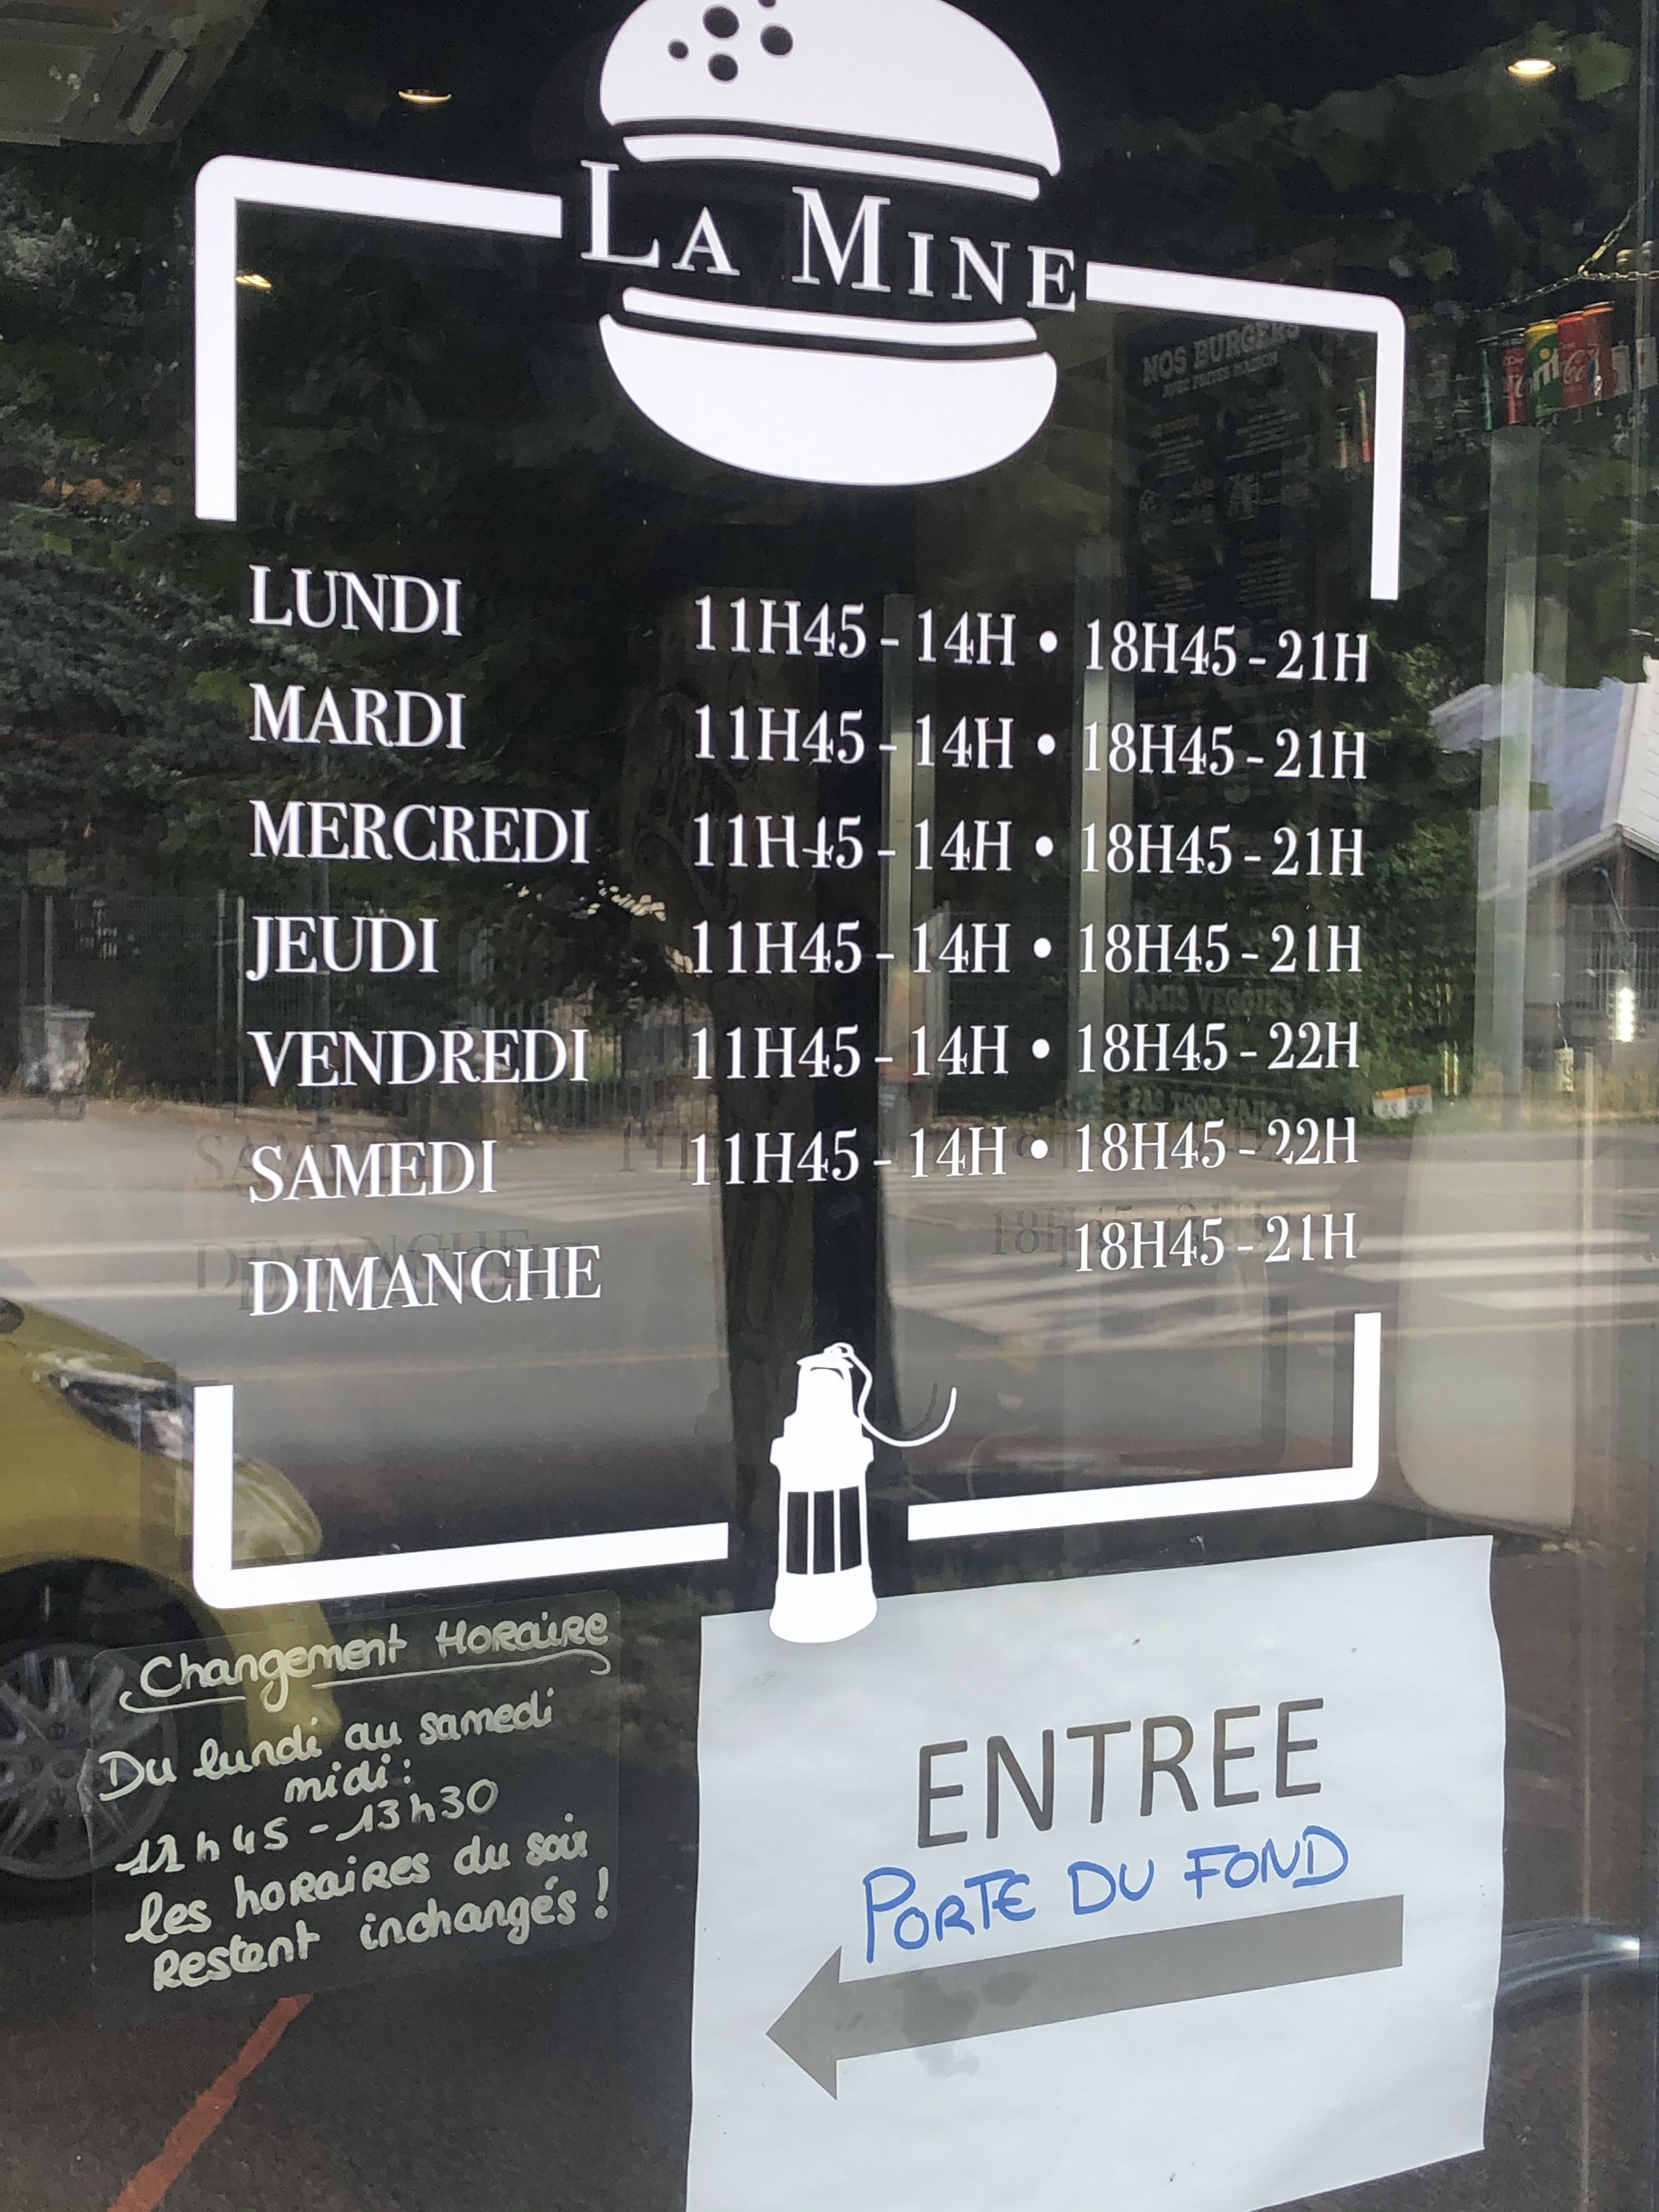 LA MINE
NOS BURGERS
LUNDI 11H45 - 14H • 18H45 - 21H
MARDI 11H45 - 14H • 18H45 - 21H
MERCREDI 11H45 - 14H • 18H45 - 21H
JEUDI 11H45 - 14H • 18H45 - 21H
VENDREDI 11H45 - 14H • 18H45 - 22H
SAMEDI 11H45 - 14H • 18H45 - 22H
DIMANCHE 18H45 - 21H
Changement Horaire
Du lundi au samedi
midi :
11h45 - 13h30
les horaires du soir
Restent inchangés !
ENTREE
PORTE DU FOND